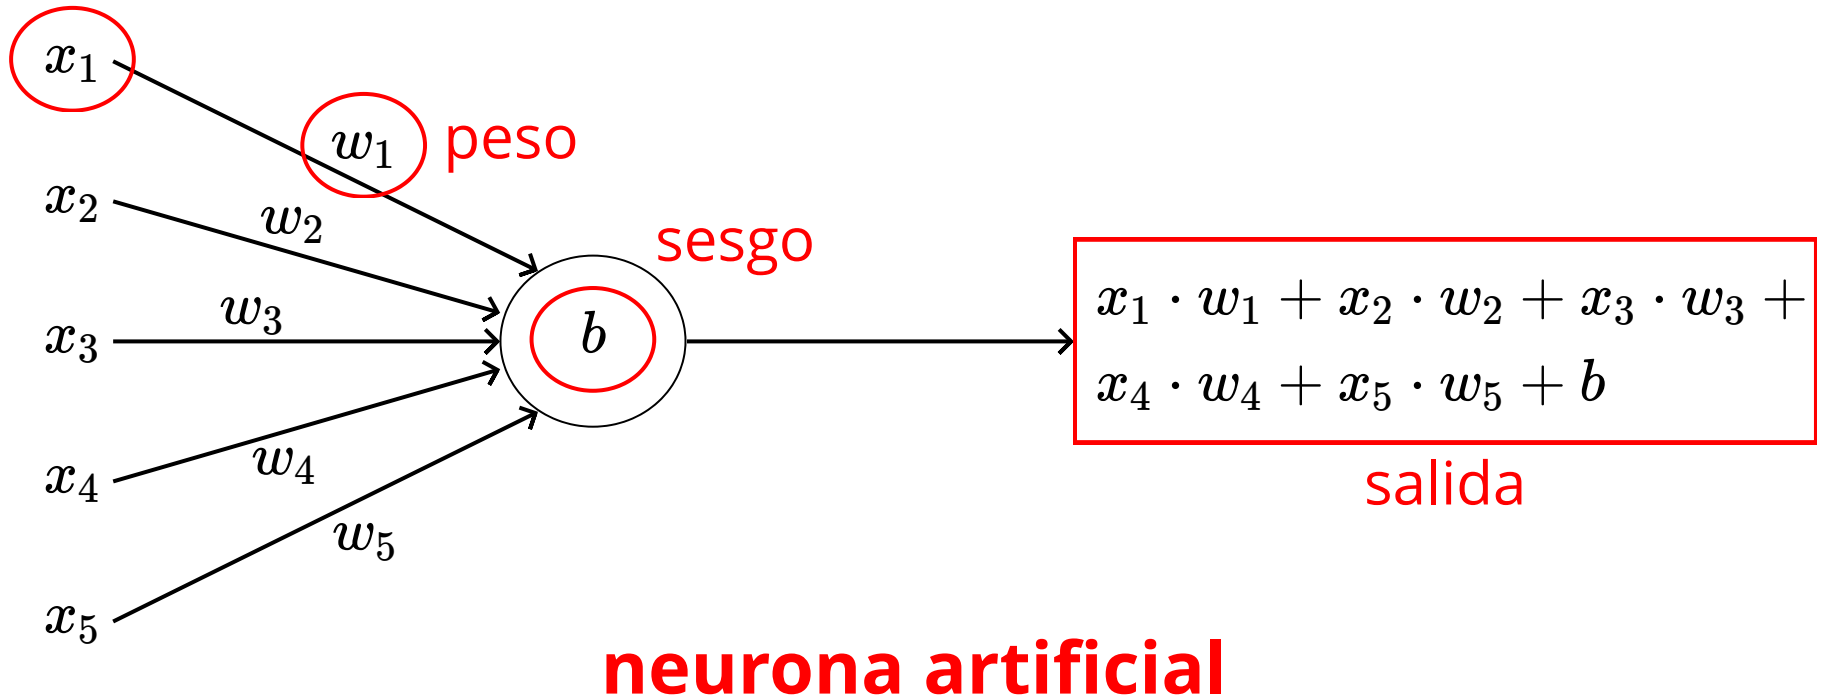 x₁
w₁ peso
x₂
w₂
sesgo
w₃
x₃
b
x₁ · w₁ + x₂ · w₂ + x₃ · w₃ +
x₄ · w₄ + x₅ · w₅ + b
w₄
x₄
salida
w₅
x₅
neurona artificial